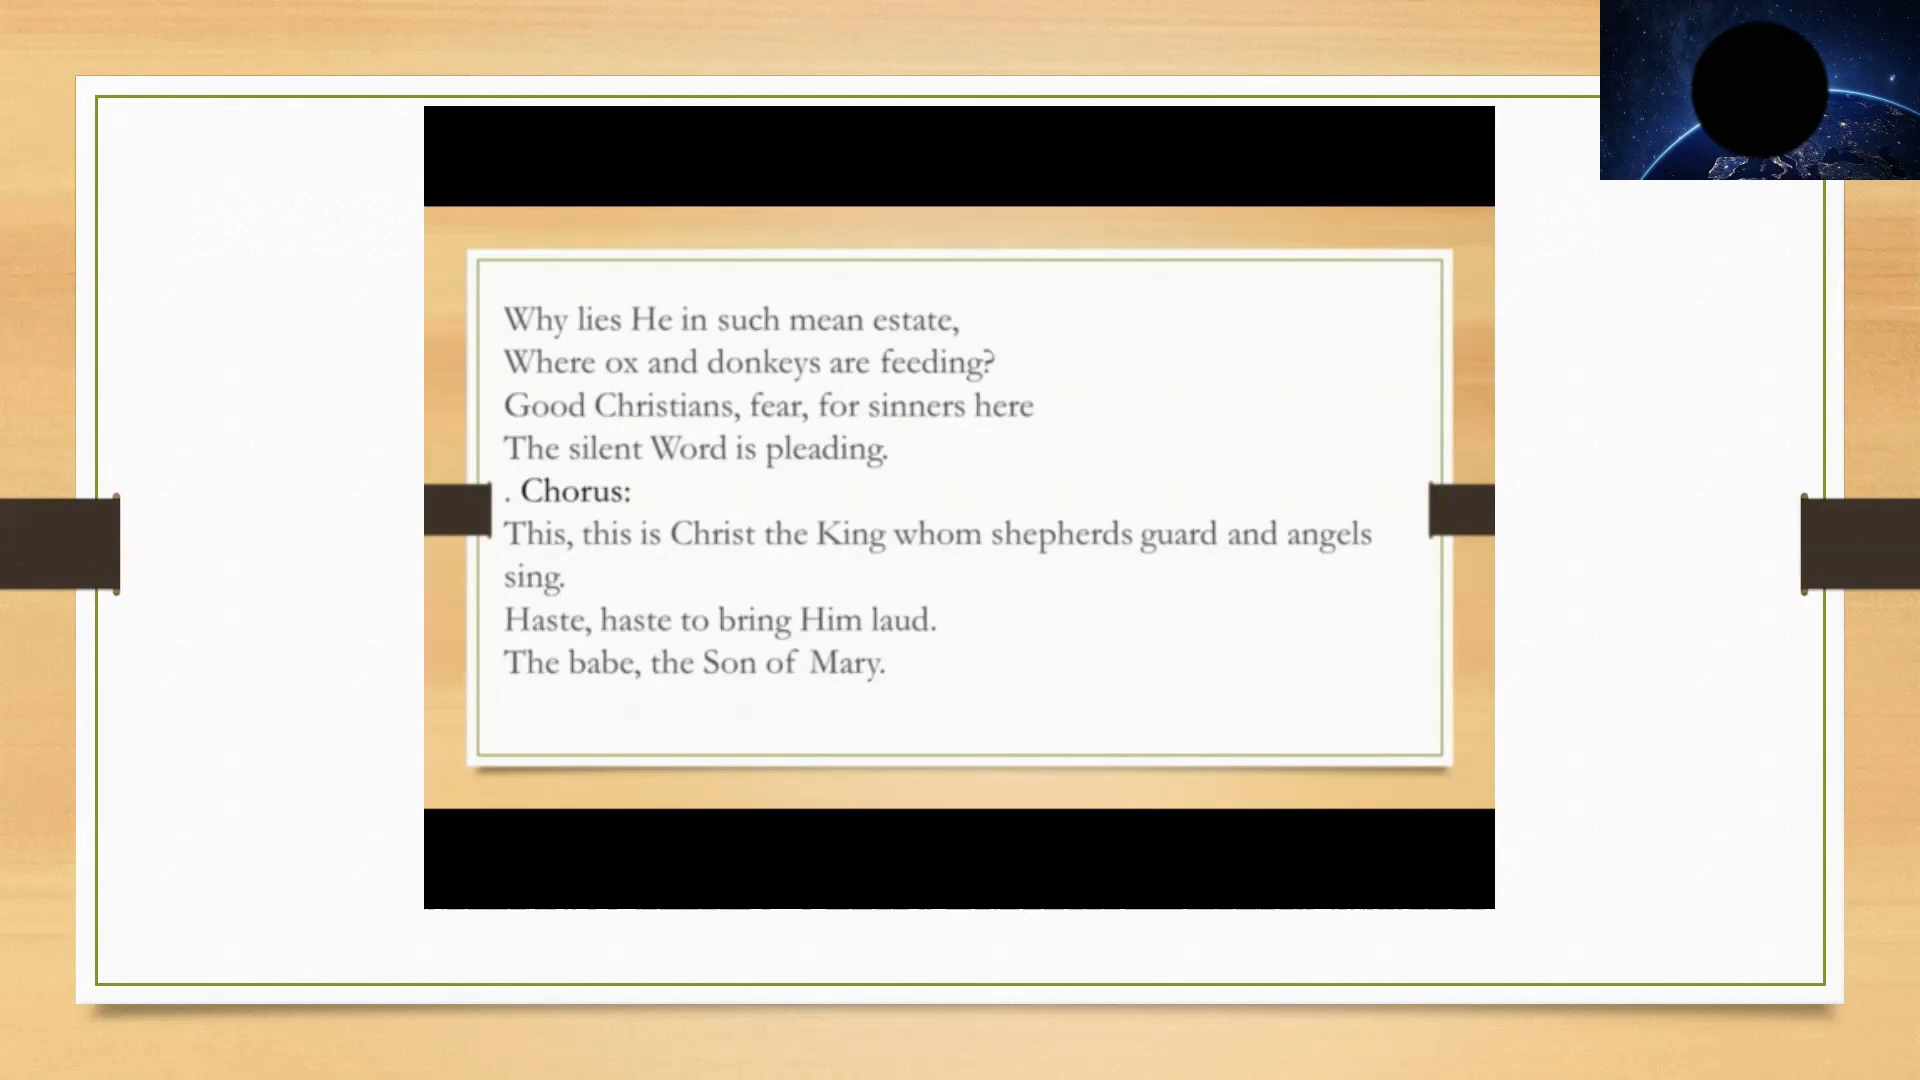 Why lies He in such mean estate,
Where ox and donkeys are feeding?
Good Christians, fear, for sinners here
The silent Word is pleading.
. Chorus:
This, this is Christ the King whom shepherds guard and angels
sing.
Haste, haste to bring Him laud.
The babe, the Son of Mary.